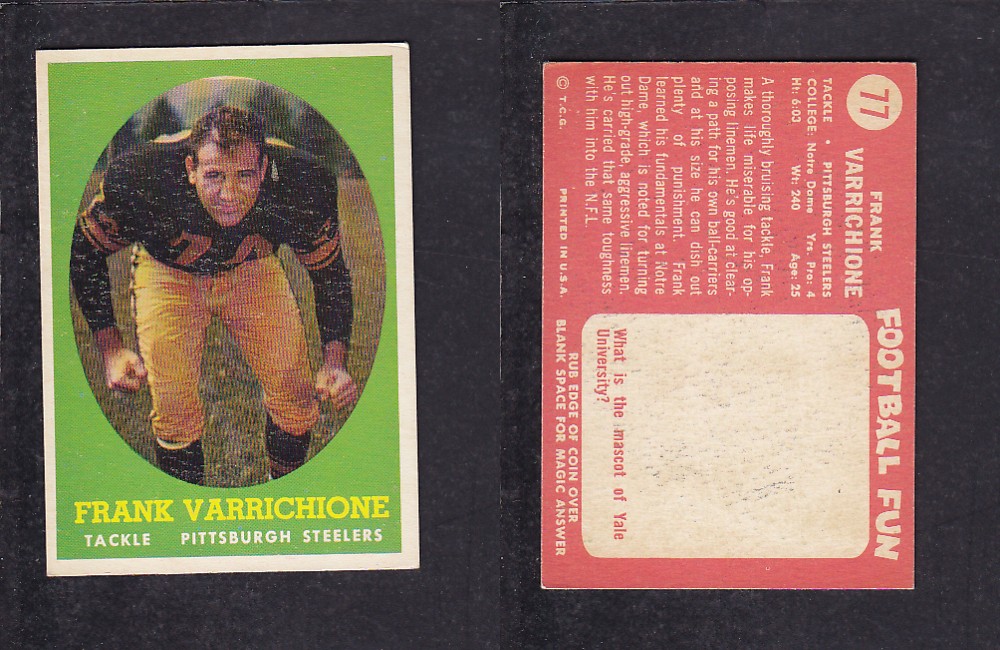 FRANK VARRICHIONE
TACKLE PITTSBURGH STEELERS
77
FRANK
VARRICHIONE
TACKLE • PITTSBURGH STEELERS
COLLEGE: Notre Dame Yrs. Pro: 4
Ht: 6:03 Wt: 240 Age: 25
A thoroughly bruising tackle, Frank
makes life miserable for his op-
posing linemen. He's good at clear-
ing a path for his own ball-carriers
and at his size he can dish out
plenty of punishment. Frank
learned his fundamentals at Notre
Dame, which is noted for turning
out high-grade, aggressive linemen.
He's carried that same toughness
with him into the N.F.L.
© T.C.G. PRINTED IN U.S.A.
FOOTBALL FUN
What is the mascot of Yale
University?
RUB EDGE OF COIN OVER
BLANK SPACE FOR MAGIC ANSWER